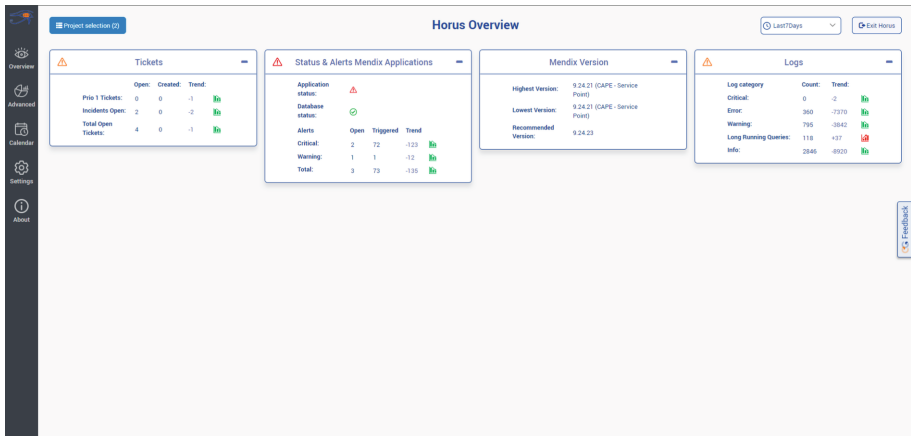 Project selection (2)
Horus Overview
Last7Days
Exit Horus
Overview
Advanced
Calendar
Settings
About
Tickets
Open: Created: Trend:
Prio 1 Tickets: 0 0 -1
Incidents Open: 2 0 -2
Total Open
Tickets: 4 0 -1
Status & Alerts Mendix Applications
Application
status:
Database
status:
Alerts Open Triggered Trend
Critical: 2 72 -123
Warning: 1 1 -12
Total: 3 73 -135
Mendix Version
Highest Version: 9.24.21 (CAPE - Service
Point)
Lowest Version: 9.24.21 (CAPE - Service
Point)
Recommended
Version: 9.24.23
Logs
Log category Count: Trend:
Critical: 0 -2
Error: 360 -7370
Warning: 795 -3842
Long Running Queries: 118 +37
Info: 2846 -8920
Feedback